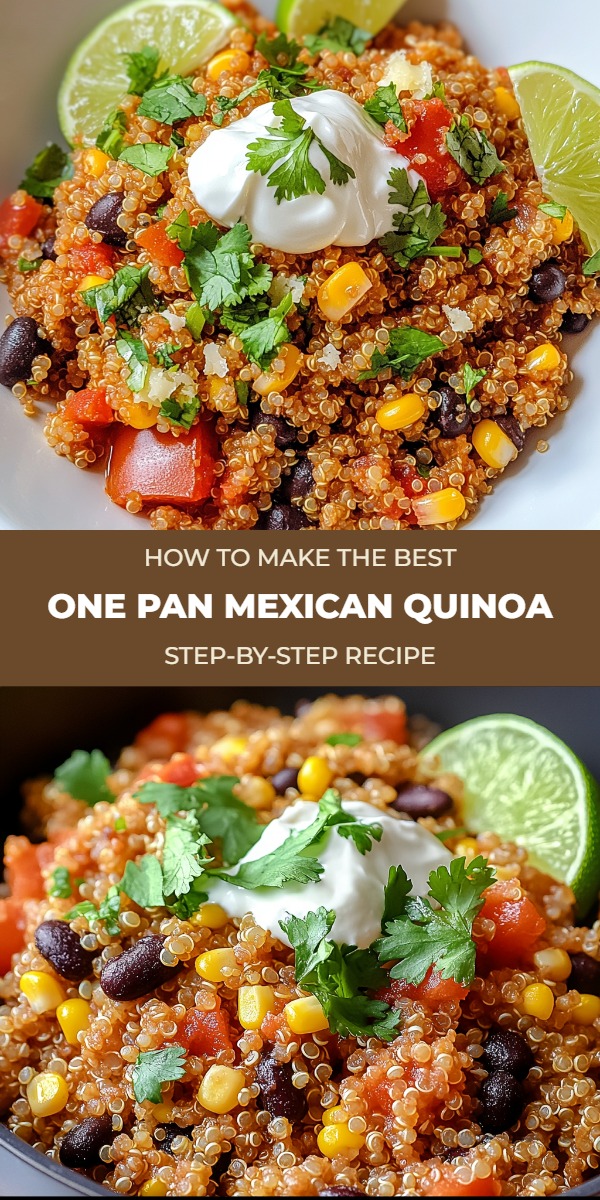 HOW TO MAKE THE BEST
ONE PAN MEXICAN QUINOA
STEP-BY-STEP RECIPE